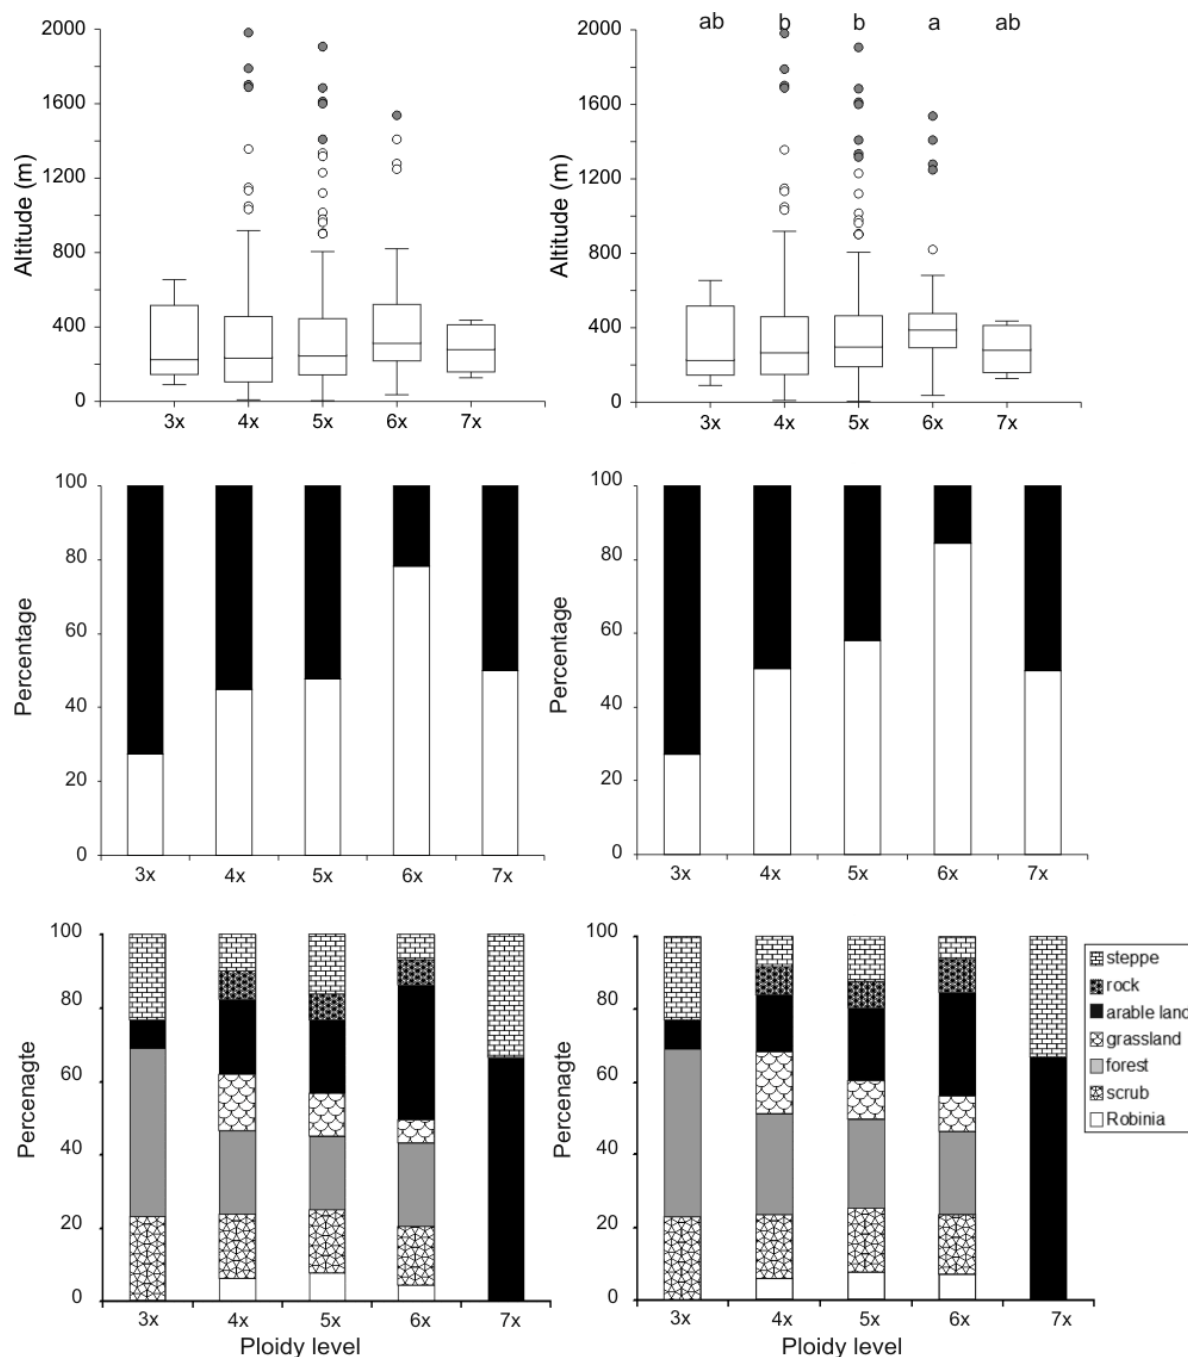 2000
1600
1200
800
400
0
Altitude (m)
3x 4x 5x 6x 7x
ab b b a ab
2000
1600
1200
800
400
0
Altitude (m)
3x 4x 5x 6x 7x
100
80
60
40
20
0
Percentage
3x 4x 5x 6x 7x
100
80
60
40
20
0
Percentage
3x 4x 5x 6x 7x
100
80
60
40
20
0
Percenagte
3x 4x 5x 6x 7x
Ploidy level
100
80
60
40
20
0
Percenagte
3x 4x 5x 6x 7x
Ploidy level
steppe
rock
arable land
grassland
forest
scrub
Robinia